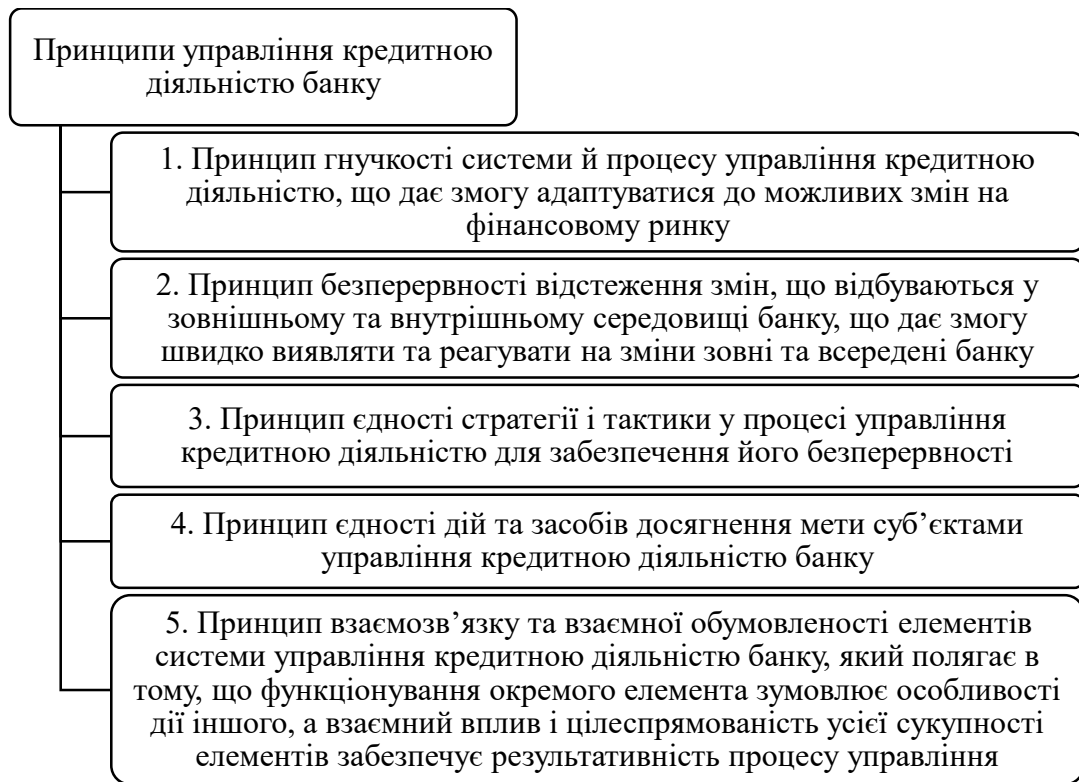 Принципи управління кредитною
діяльністю банку
1. Принцип гнучкості системи й процесу управління кредитною
діяльністю, що дає змогу адаптуватися до можливих змін на
фінансовому ринку
2. Принцип безперервності відстеження змін, що відбуваються у
зовнішньому та внутрішньому середовищі банку, що дає змогу
швидко виявляти та реагувати на зміни зовні та всередені банку
3. Принцип єдності стратегії і тактики у процесі управління
кредитною діяльністю для забезпечення його безперервності
4. Принцип єдності дій та засобів досягнення мети суб’єктами
управління кредитною діяльністю банку
5. Принцип взаємозв’язку та взаємної обумовленості елементів
системи управління кредитною діяльністю банку, який полягає в
тому, що функціонування окремого елемента зумовлює особливості
дії іншого, а взаємний вплив і цілеспрямованість усієї сукупності
елементів забезпечує результативність процесу управління